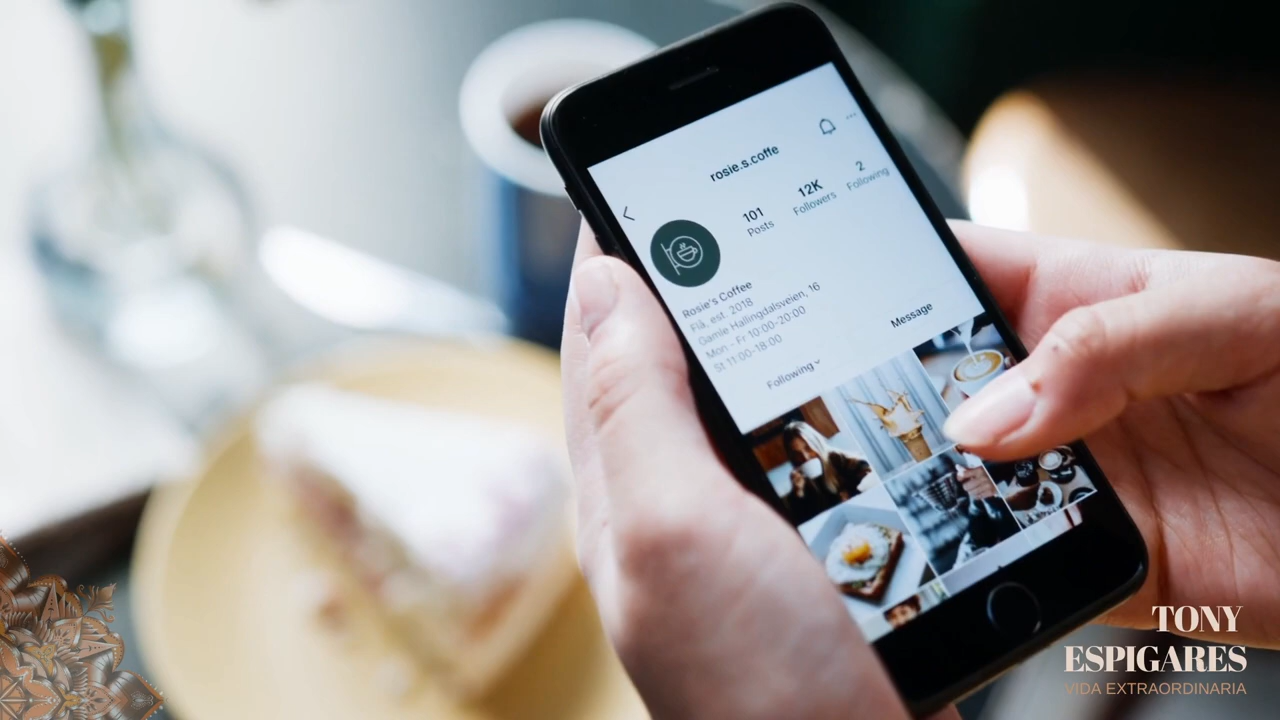 rosie.s.coffe
101
Posts
12K
Followers
2
Following
Rosie's Coffee
Flå, est. 2018
Gamle Hallingdalsveien, 16
Mon - Fr 10:00-20:00
St 11:00-18:00
Following
Message
TONY
ESPIGARES
VIDA EXTRAORDINARIA